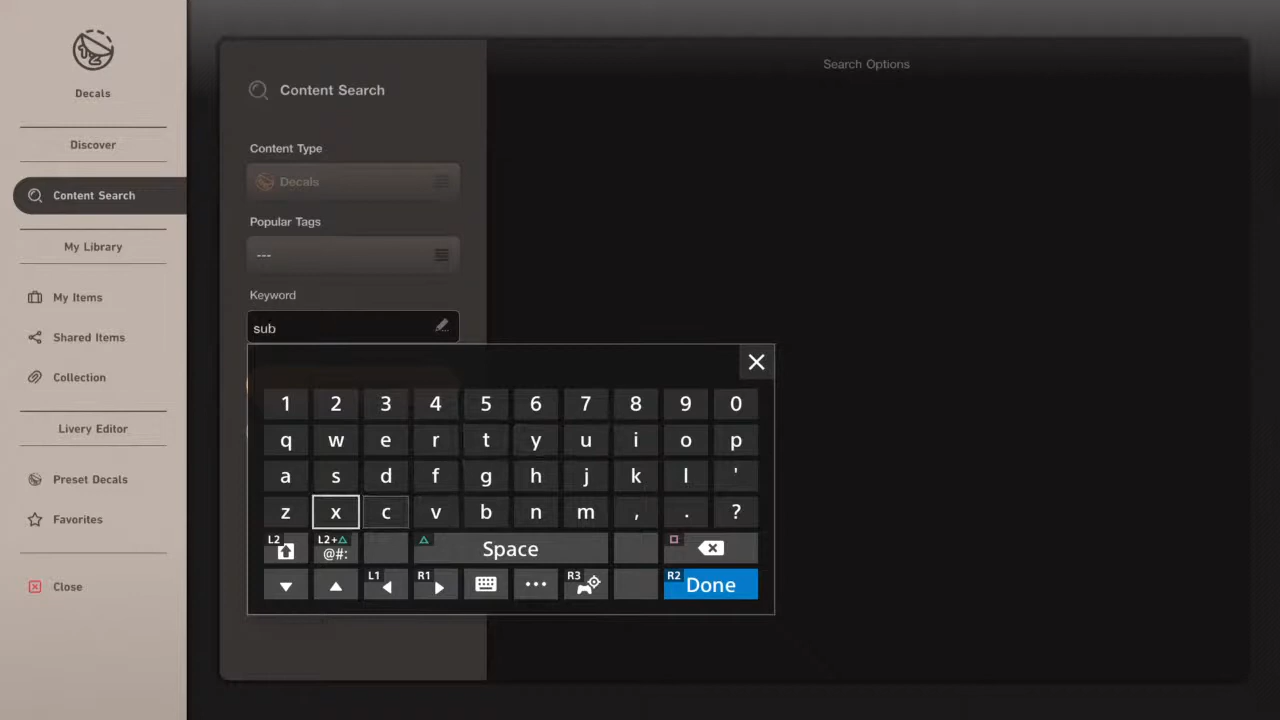 Decals
Discover
Content Search
My Library
My Items
Shared Items
Collection
Livery Editor
Preset Decals
Favorites
Close
Search Options
Content Search
Content Type
Decals
Popular Tags
---
Keyword
sub
1 2 3 4 5 6 7 8 9 0
q w e r t y u i o p
a s d f g h j k l '
z x c v b n m , . ?
L2 L2+△ @#: △ Space □
L1 R1 ... R3 R2 Done